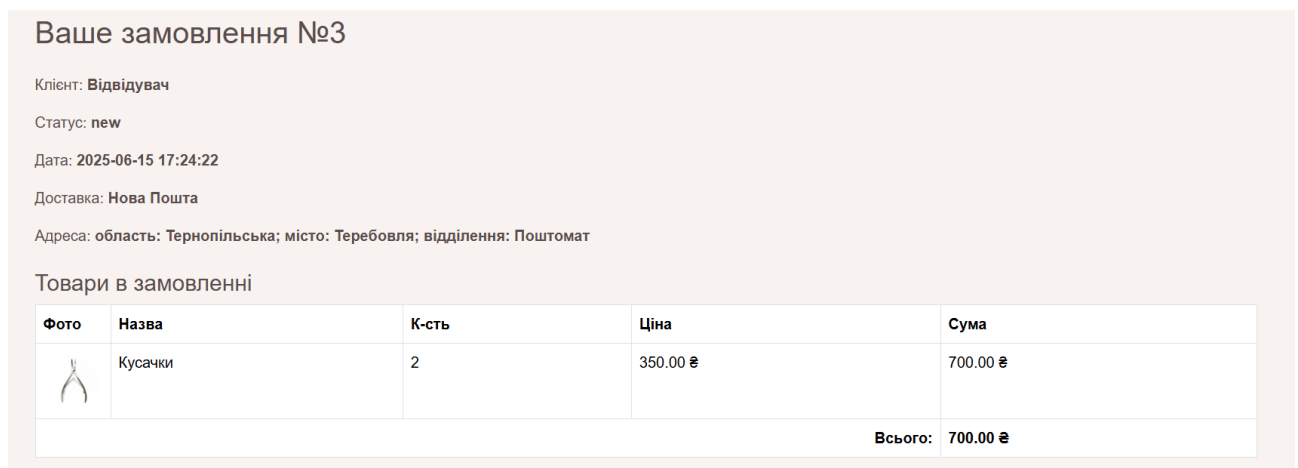 Ваше замовлення №3
Клієнт: Відвідувач
Статус: new
Дата: 2025-06-15 17:24:22
Доставка: Нова Пошта
Адреса: область: Тернопільська; місто: Теребовля; відділення: Поштомат
Товари в замовленні
Фото Назва К-сть Ціна Сума
Кусачки 2 350.00 ₴ 700.00 ₴
Всього: 700.00 ₴